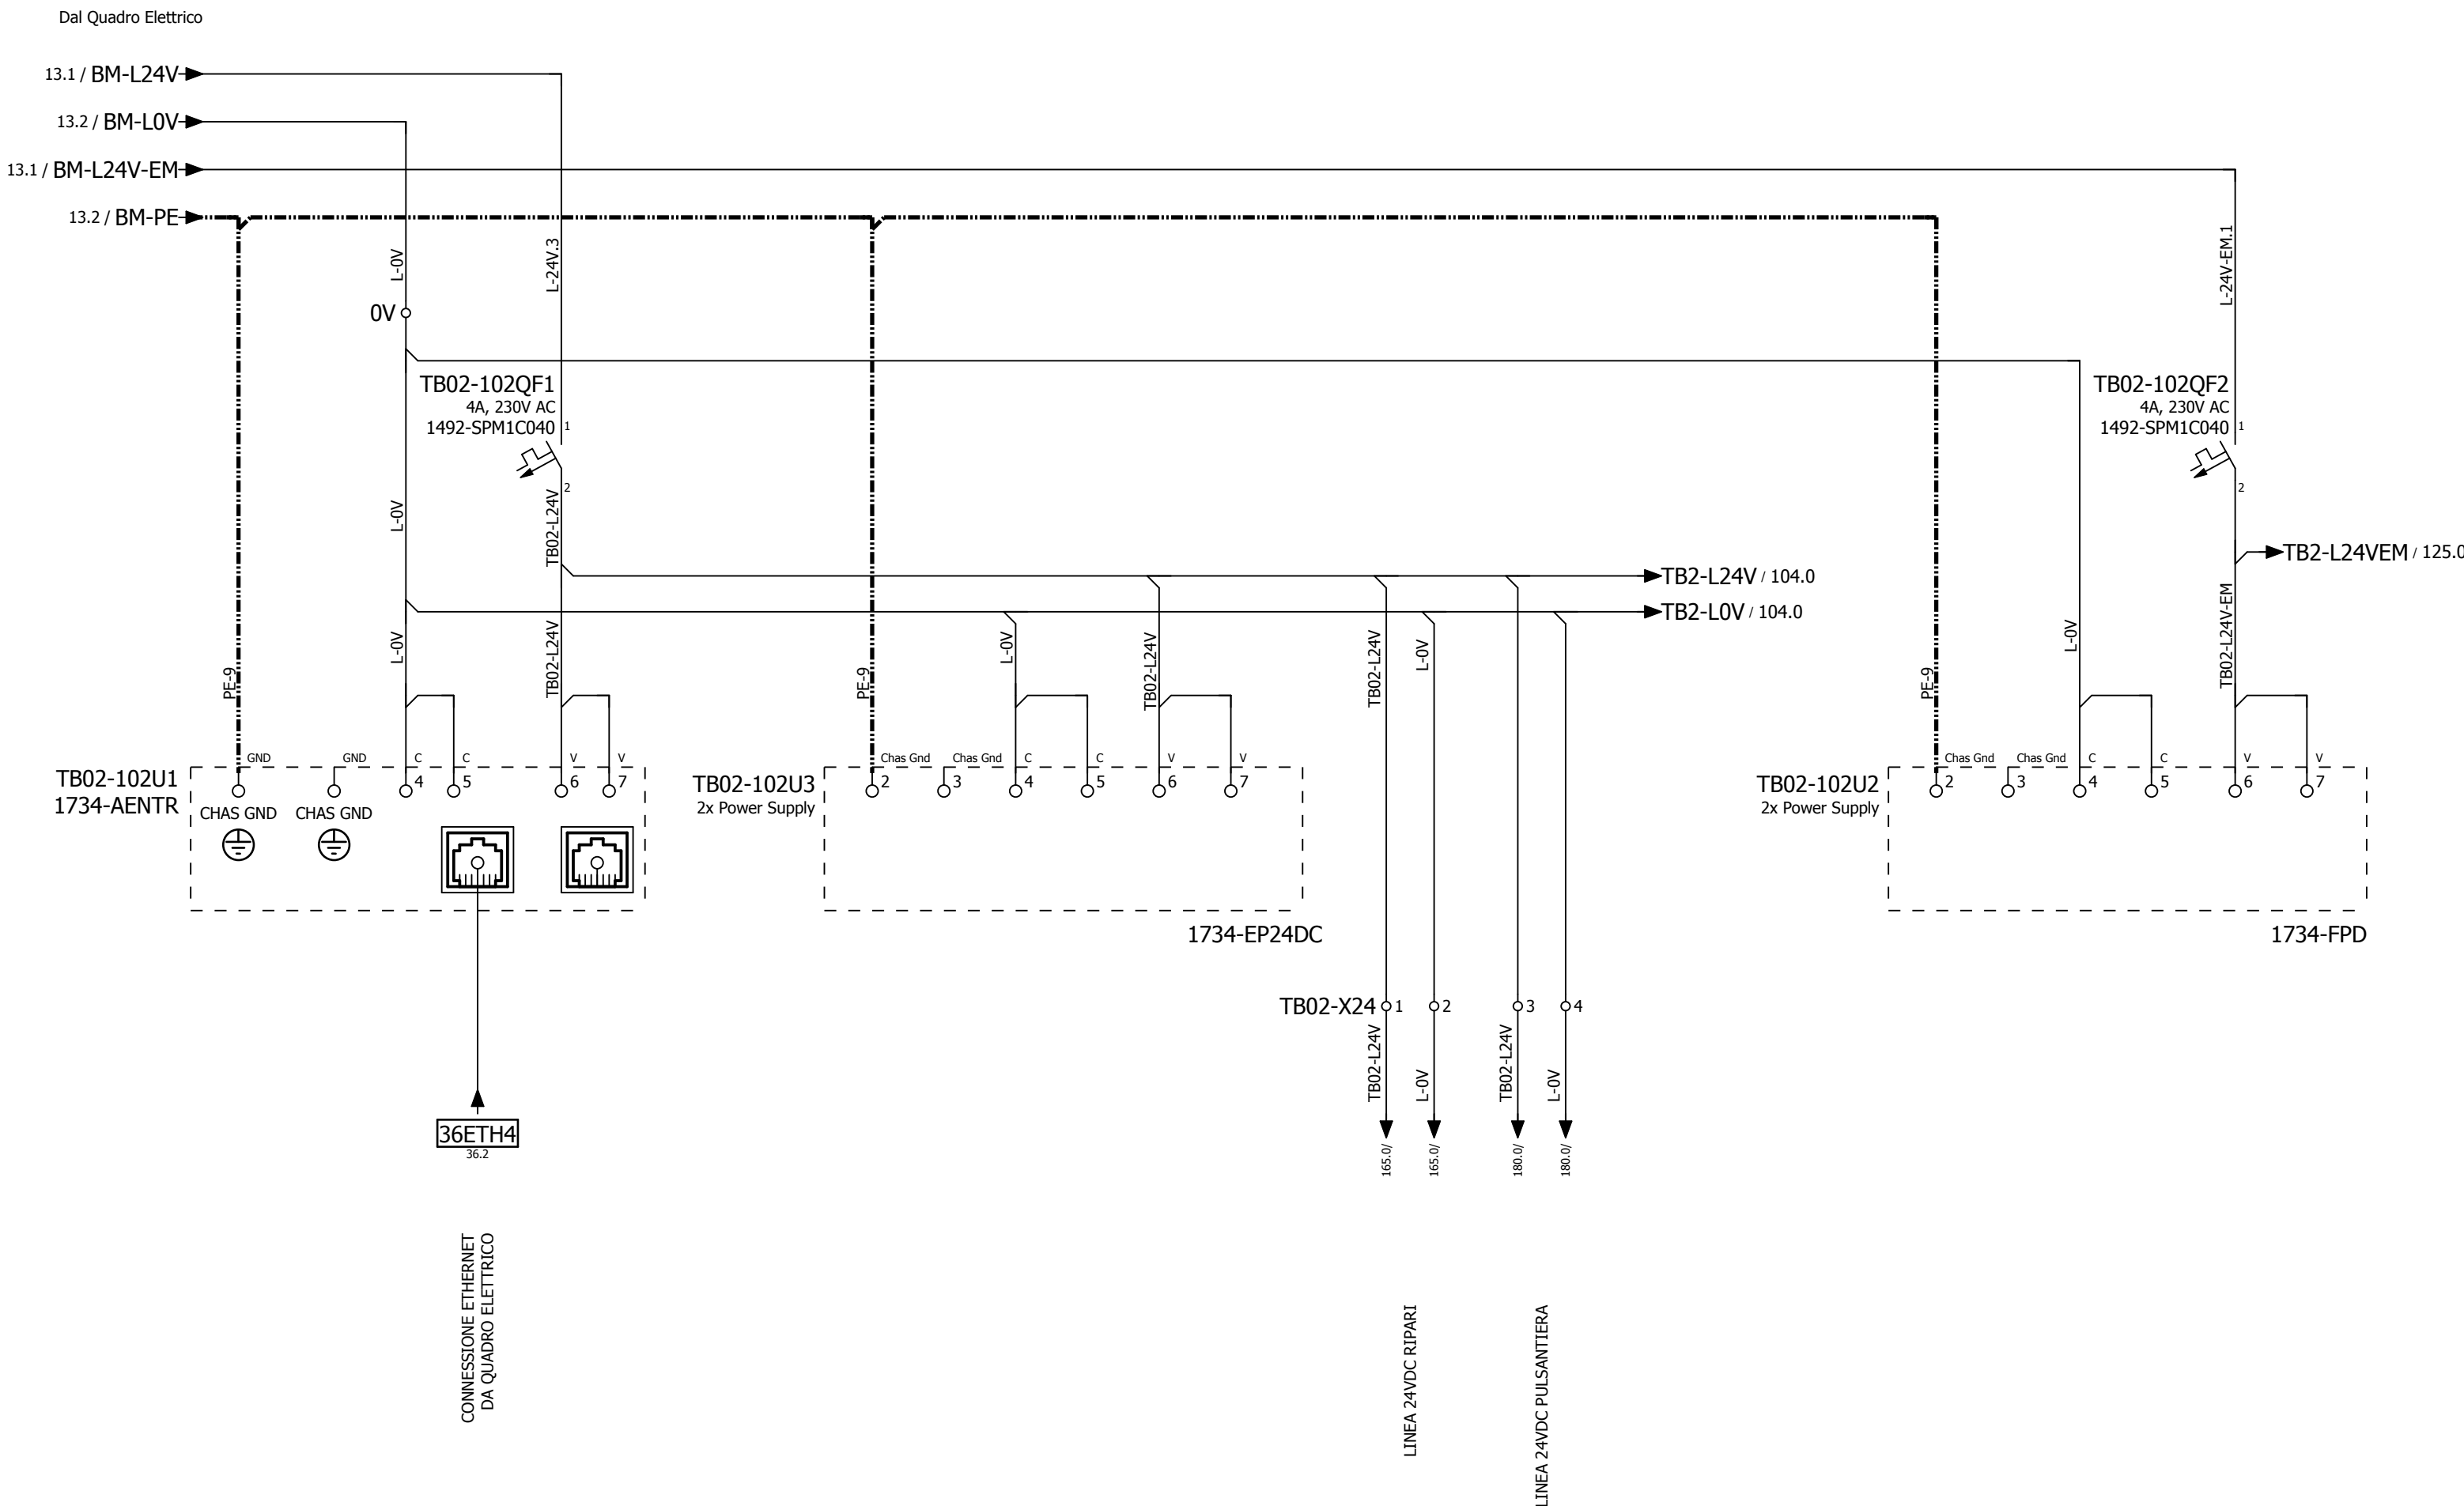 Dal Quadro Elettrico
13.1 / BM-L24V
13.2 / BM-L0V
13.1 / BM-L24V-EM
13.2 / BM-PE
L-0V
L-24V.3
L-24V-EM.1
0V
TB02-102QF1
4A, 230V AC
1492-SPM1C040
1
2
TB02-102QF2
4A, 230V AC
1492-SPM1C040
1
2
L-0V
TB02-L24V
TB2-L24VEM / 125.0
TB2-L24V / 104.0
TB2-L0V / 104.0
PE-9
L-0V
TB02-L24V
PE-9
L-0V
TB02-L24V
TB02-L24V
L-0V
PE-9
L-0V
TB02-L24V-EM
GND
GND
C
C
V
V
Chas Gnd
Chas Gnd
C
C
V
V
Chas Gnd
Chas Gnd
C
C
V
V
TB02-102U1
1734-AENTR
4
5
6
7
CHAS GND
CHAS GND
TB02-102U3
2x Power Supply
2
3
4
5
6
7
TB02-102U2
2x Power Supply
2
3
4
5
6
7
1734-EP24DC
1734-FPD
TB02-X24
1
2
3
4
TB02-L24V
L-0V
TB02-L24V
L-0V
36ETH4
36.2
165.0/
165.0/
180.0/
180.0/
CONNESSIONE ETHERNET
DA QUADRO ELETTRICO
LINEA 24VDC RIPARI
LINEA 24VDC PULSANTIERA